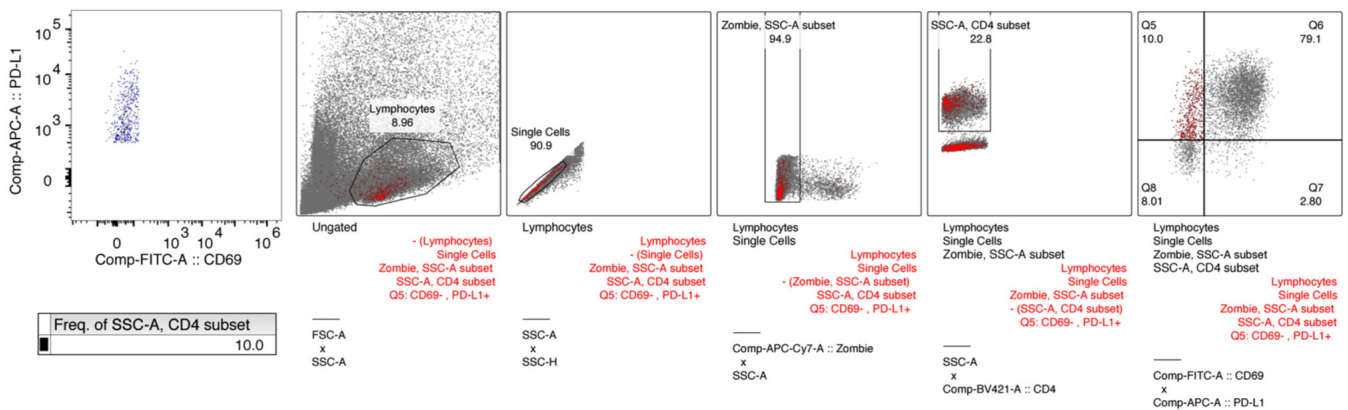 Comp-APC-A :: PD-L1
10^5
10^4
10^3
0
0
10^3
10^4
10^6
Comp-FITC-A :: CD69
Freq. of SSC-A, CD4 subset
10.0
Lymphocytes
8.96
Ungated
- (Lymphocytes)
Single Cells
Zombie, SSC-A subset
SSC-A, CD4 subset
Q5: CD69- , PD-L1+
FSC-A
x
SSC-A
Single Cells
90.9
Lymphocytes
Lymphocytes
- (Single Cells)
Zombie, SSC-A subset
SSC-A, CD4 subset
Q5: CD69- , PD-L1+
SSC-A
x
SSC-H
Zombie, SSC-A subset
94.9
Lymphocytes
Single Cells
Lymphocytes
Single Cells
- (Zombie, SSC-A subset)
SSC-A, CD4 subset
Q5: CD69- , PD-L1+
Comp-APC-Cy7-A :: Zombie
x
SSC-A
SSC-A, CD4 subset
22.8
Lymphocytes
Single Cells
Zombie, SSC-A subset
Lymphocytes
Single Cells
Zombie, SSC-A subset
- (SSC-A, CD4 subset)
Q5: CD69- , PD-L1+
SSC-A
x
Comp-BV421-A :: CD4
Q5
10.0
Q6
79.1
Q8
8.01
Q7
2.80
Lymphocytes
Single Cells
Zombie, SSC-A subset
SSC-A, CD4 subset
Lymphocytes
Single Cells
Zombie, SSC-A subset
SSC-A, CD4 subset
Q5: CD69- , PD-L1+
Comp-FITC-A :: CD69
x
Comp-APC-A :: PD-L1